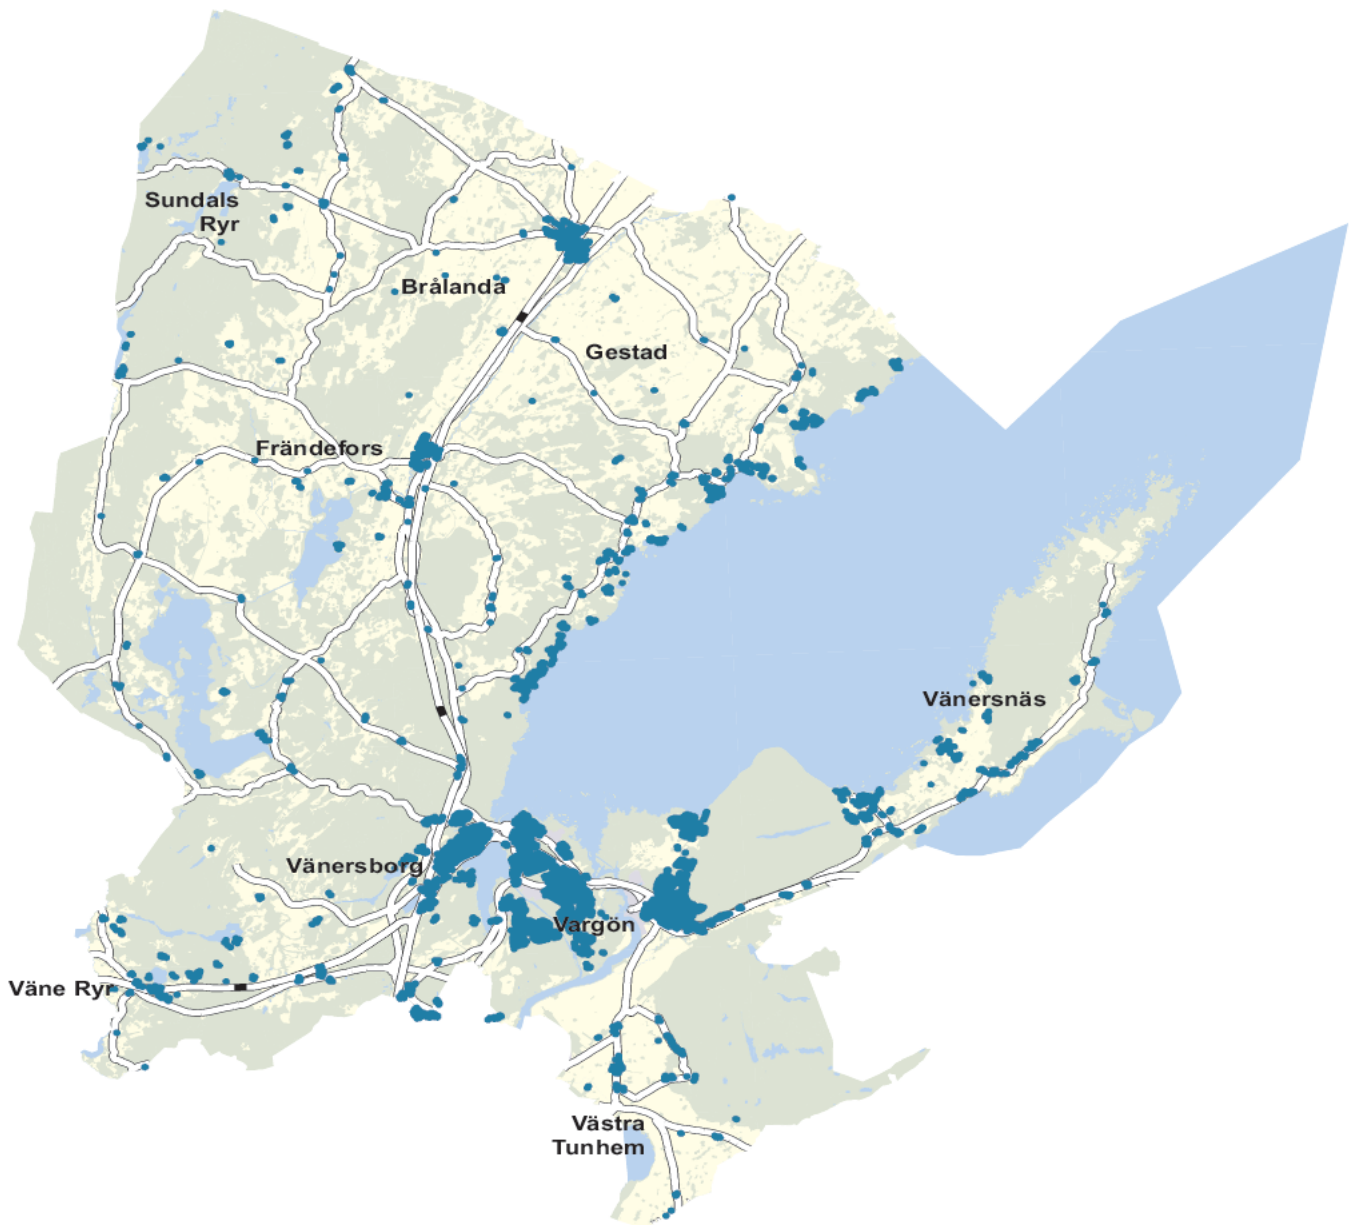 Sundals
Ryr
Brålanda
Gestad
Frändefors
Vänersnäs
Vänersborg
Vargön
Väne Ryr
Västra
Tunhem